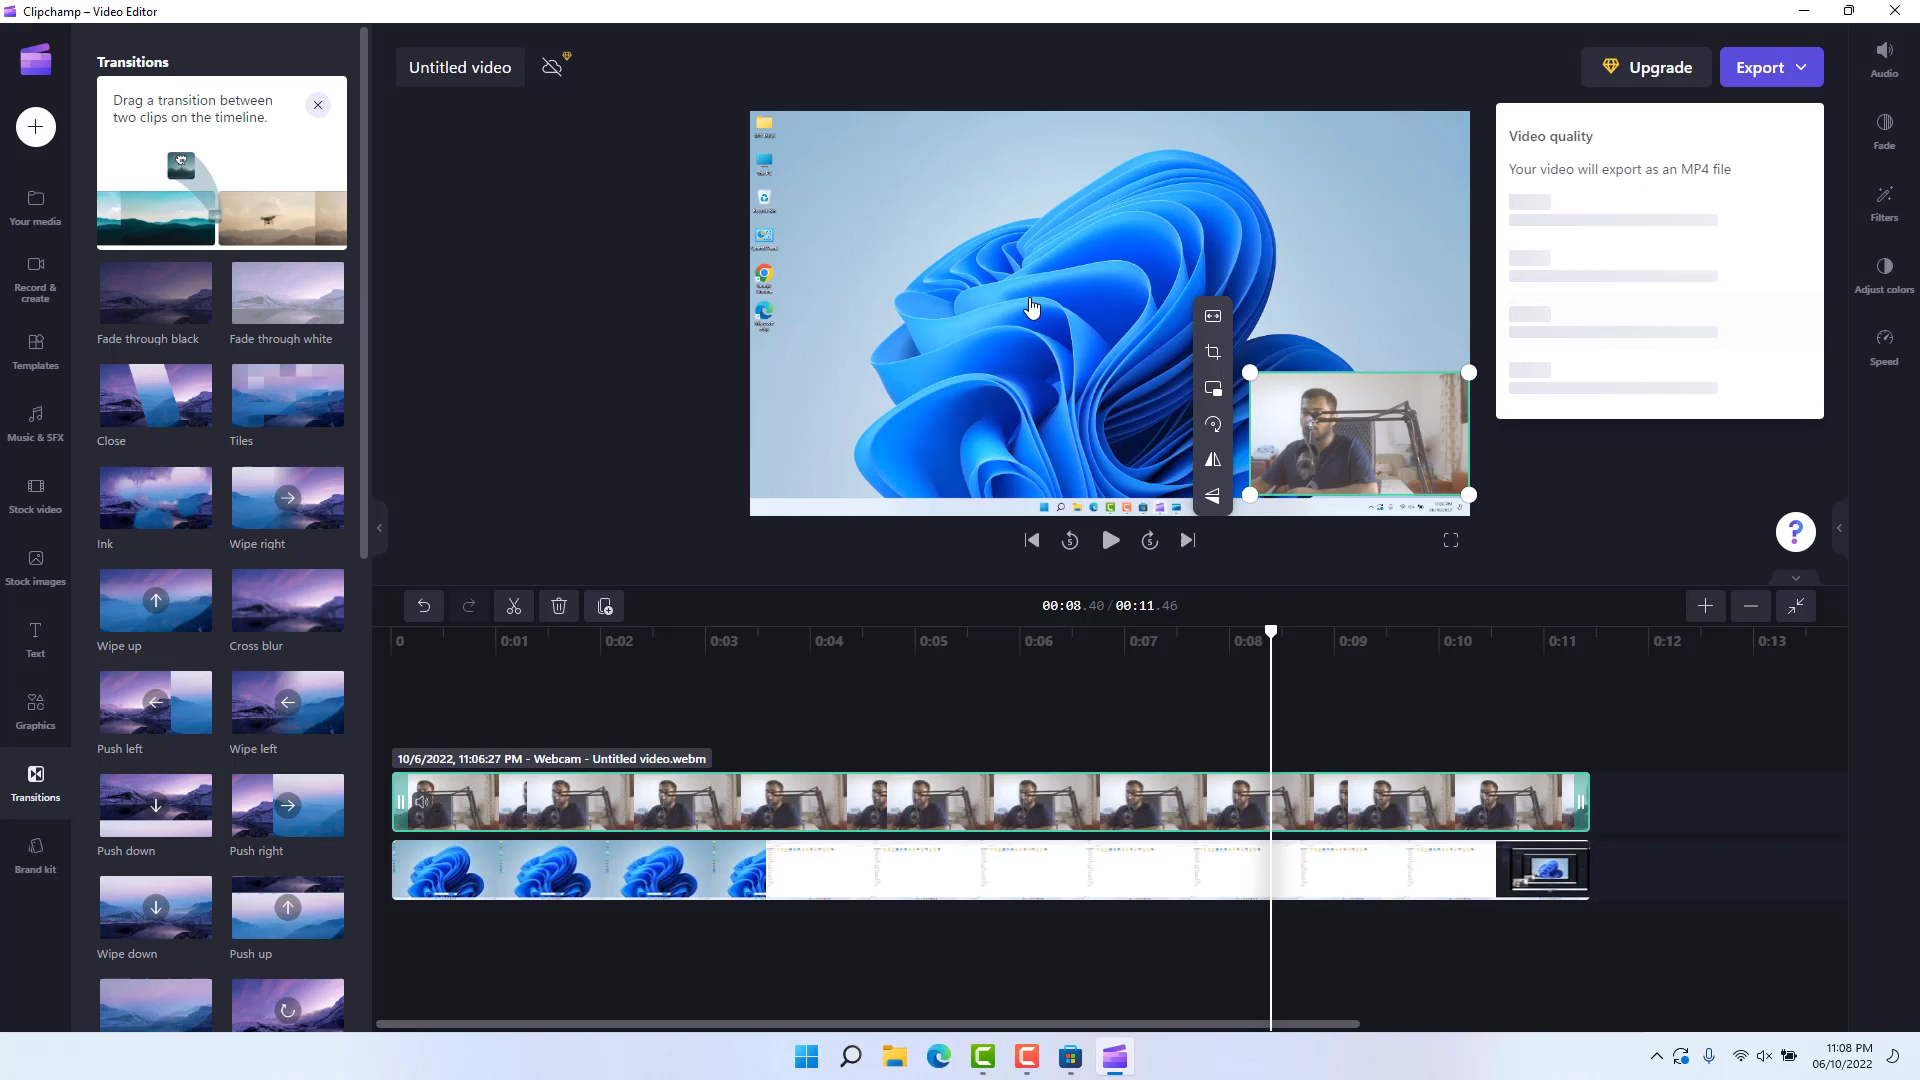 Clipchamp – Video Editor
Transitions
Drag a transition between
two clips on the timeline.
Untitled video
Upgrade
Export
Video quality
Your video will export as an MP4 file
Audio
Fade
Filters
Adjust colors
Speed
Your media
Record &
create
Templates
Music & SFX
Stock video
Stock images
Text
Graphics
Transitions
Brand kit
Fade through black
Fade through white
Close
Tiles
Ink
Wipe right
Wipe up
Cross blur
Push left
Wipe left
Push down
Push right
Wipe down
Push up
5
5
?
00:08.40 / 00:11.46
0
0:01
0:02
0:03
0:04
0:05
0:06
0:07
0:08
0:09
0:10
0:11
0:12
0:13
10/6/2022, 11:06:27 PM - Webcam - Untitled video.webm
11:08 PM
06/10/2022